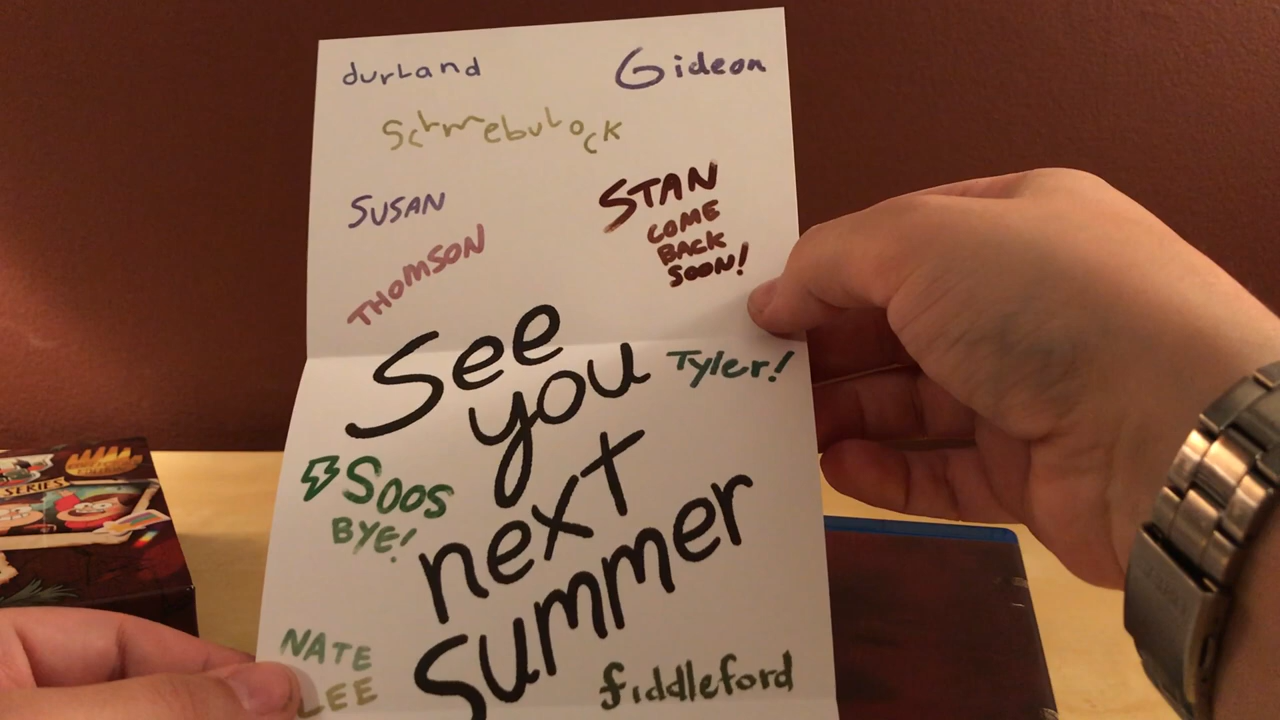 durLand
Gideon
Schmebulock
SUSAN
STAN
COME
BACK
SOON!
THOMSON
See
you
Tyler!
next
summer
SOOS
BYE!
NATE
LEE
fiddleford
SERIES